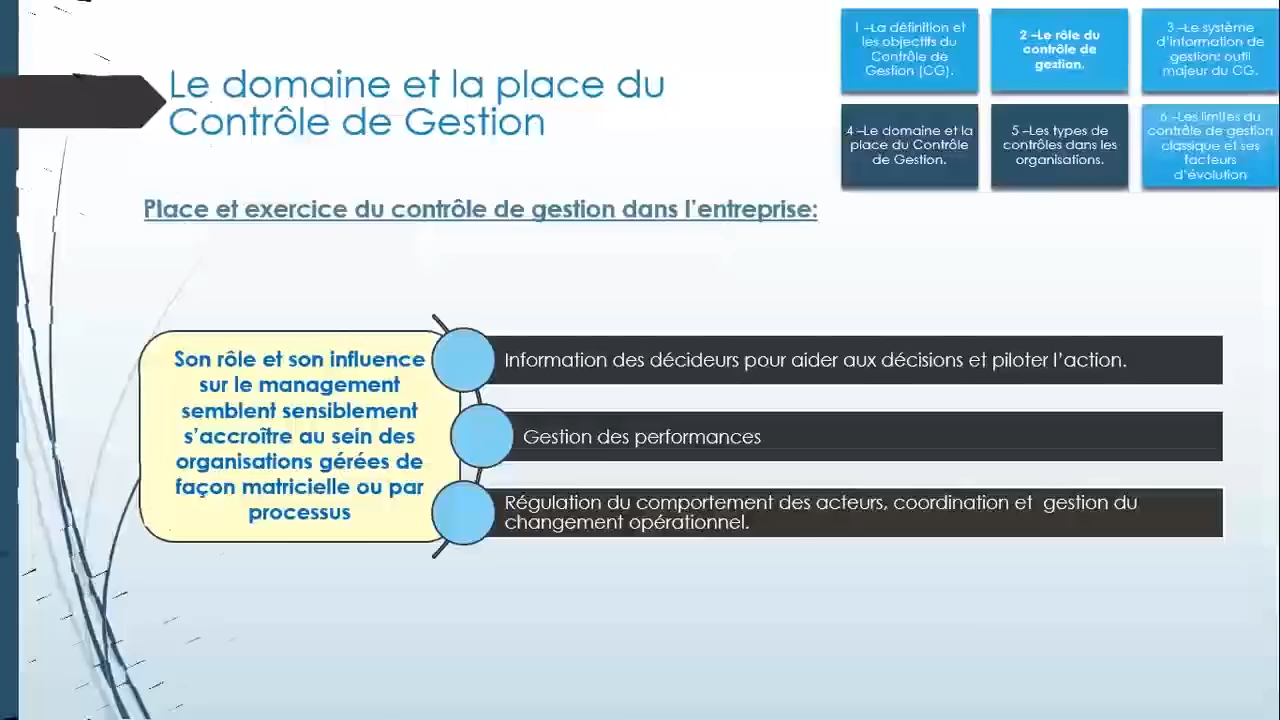 Le domaine et la place du
Contrôle de Gestion
1 –La définition et
les objectifs du
Contrôle de
Gestion (CG).
2 –Le rôle du
contrôle de
gestion.
3 –Le système
d'information de
gestion: outil
majeur du CG.
4 –Le domaine et la
place du Contrôle
de Gestion.
5 –Les types de
contrôles dans les
organisations.
6 –Les limites du
contrôle de gestion
classique et ses
facteurs
d'évolution
Place et exercice du contrôle de gestion dans l'entreprise:
Son rôle et son influence
sur le management
semblent sensiblement
s'accroître au sein des
organisations gérées de
façon matricielle ou par
processus
Information des décideurs pour aider aux décisions et piloter l'action.
Gestion des performances
Régulation du comportement des acteurs, coordination et gestion du
changement opérationnel.